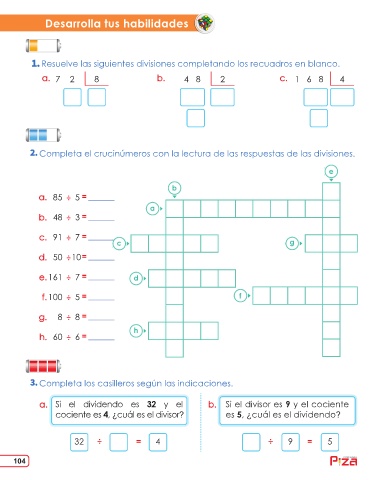 Desarrolla tus habilidades
1. Resuelve las siguientes divisiones completando los recuadros en blanco.
a. 7 2 8 b. 4 8 2 c. 1 6 8 4
2. Completa el crucinúmeros con la lectura de las respuestas de las divisiones.
e
b
a. 85 ÷ 5 = ______
a
b. 48 ÷ 3 = ______
c. 91 ÷ 7 = ______
c g
d. 50 ÷10= ______
e. 161 ÷ 7 = ______
d
f. 100 ÷ 5 = ______
f
g. 8 ÷ 8 = ______
h
h. 60 ÷ 6 = ______
3. Completa los casilleros según las indicaciones.
a. Si el dividendo es 32 y el
cociente es 4, ¿cuál es el divisor?
b. Si el divisor es 9 y el cociente
es 5, ¿cuál es el dividendo?
32 ÷ = 4
÷ 9 = 5
104